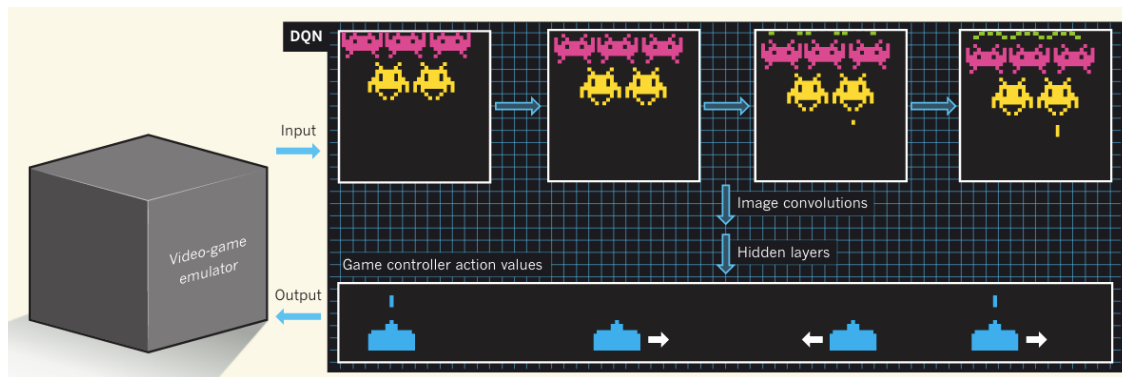 DQN
Input
Image convolutions
Video-game
emulator
Hidden layers
Game controller action values
Output